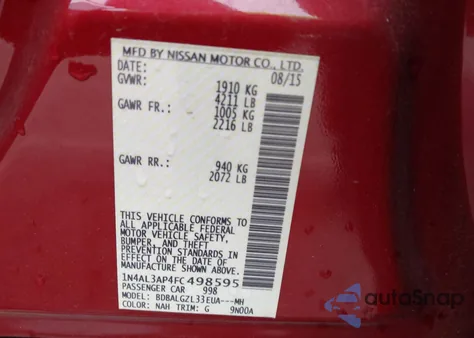 MFD BY NISSAN MOTOR CO., LTD.
DATE: 08/15
GVWR: 1910 KG
4211 LB
GAWR FR.: 1005 KG
2216 LB
GAWR RR.: 940 KG
2072 LB
THIS VEHICLE CONFORMS TO
ALL APPLICABLE FEDERAL
MOTOR VEHICLE SAFETY,
BUMPER, AND THEFT
PREVENTION STANDARDS IN
EFFECT ON THE DATE OF
MANUFACTURE SHOWN ABOVE.
1N4AL3AP4FC498595
PASSENGER CAR 998
MODEL: BDBALGZL33EUA---MH
COLOR: NAH TRIM: G 9N00A
AutoSnap